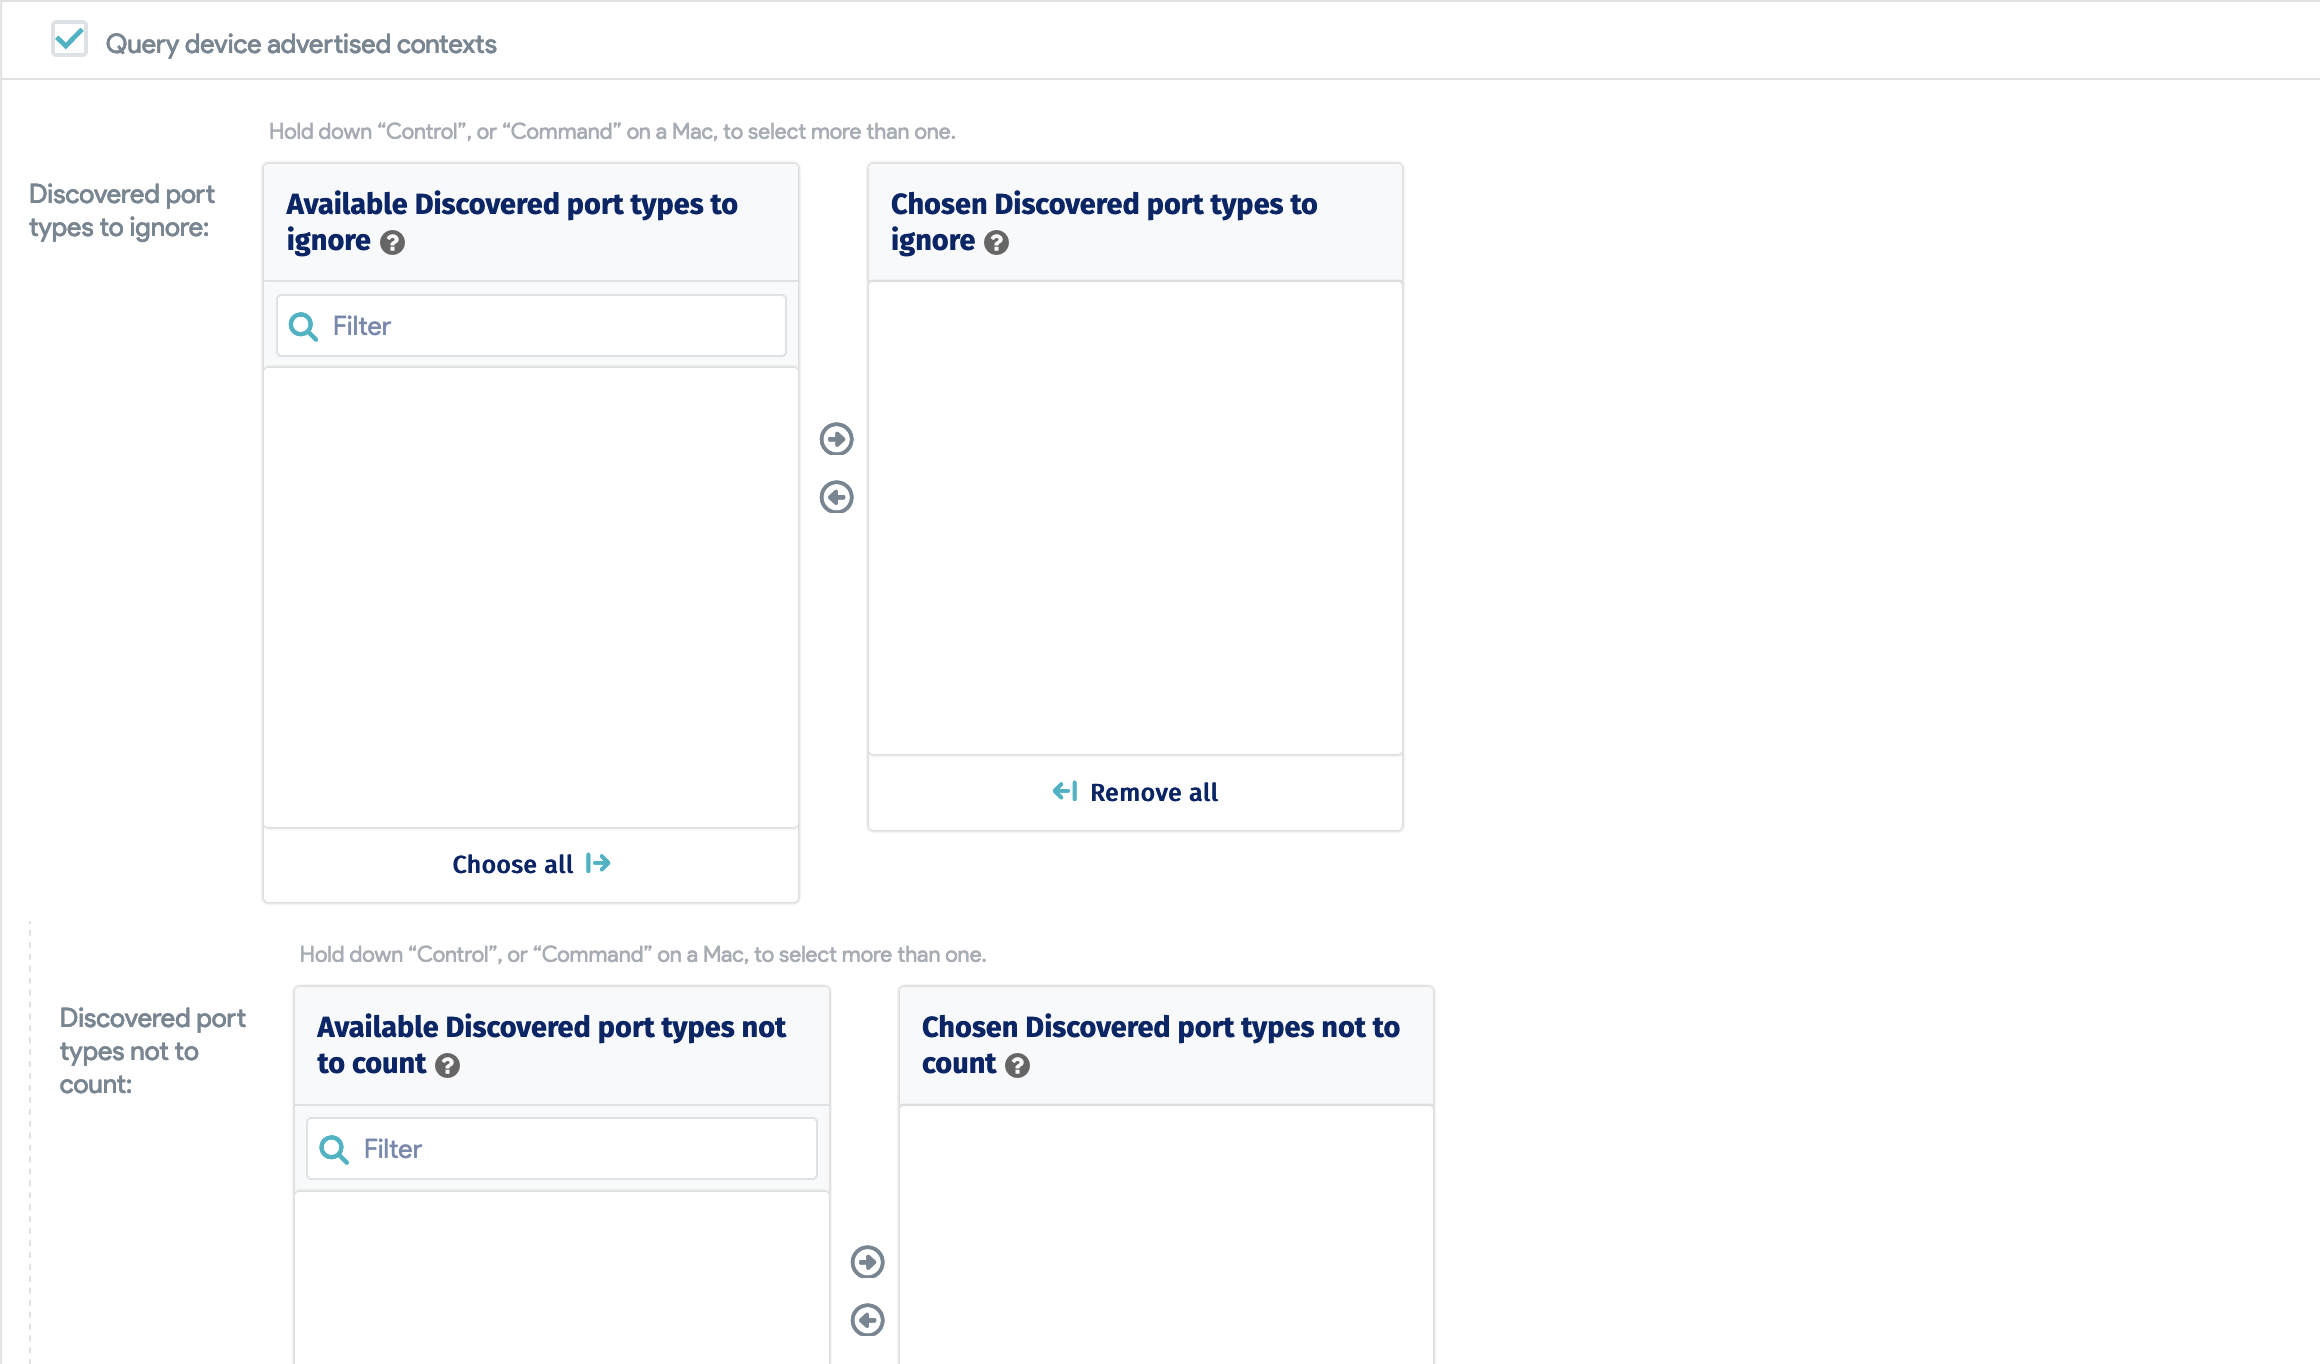 Query device advertised contexts
Hold down “Control”, or “Command” on a Mac, to select more than one.
Discovered port
types to ignore:
Available Discovered port types to
ignore ?
Filter
Choose all
Chosen Discovered port types to
ignore ?
Remove all
Hold down “Control”, or “Command” on a Mac, to select more than one.
Discovered port
types not to
count:
Available Discovered port types not
to count ?
Filter
Chosen Discovered port types not to
count ?